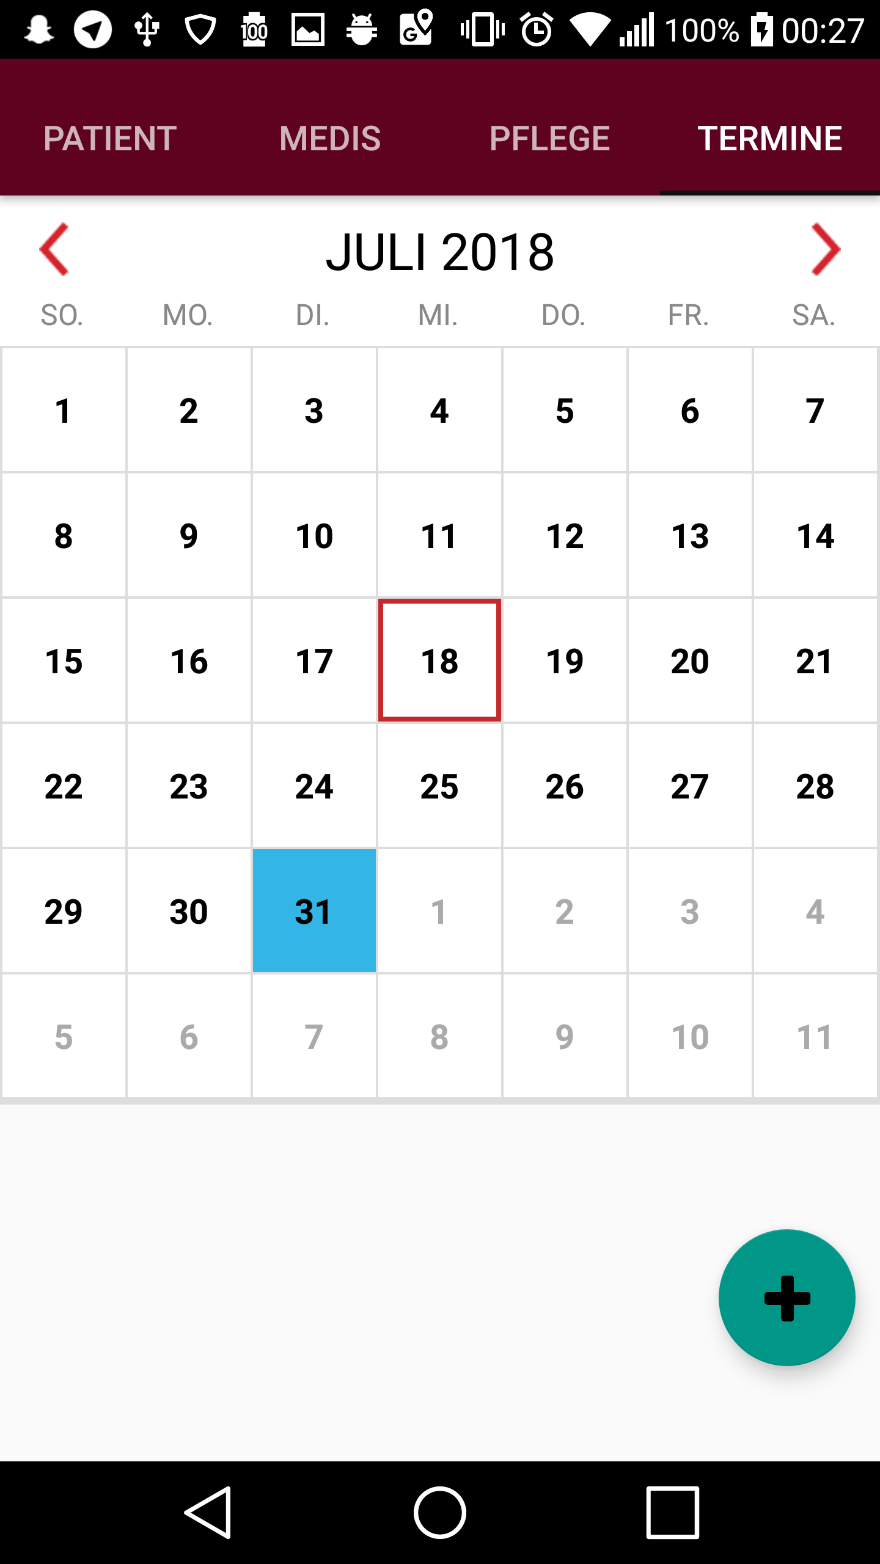 100 G 100% 00:27
PATIENT MEDIS PFLEGE TERMINE
JULI 2018
SO. MO. DI. MI. DO. FR. SA.
1 2 3 4 5 6 7
8 9 10 11 12 13 14
15 16 17 18 19 20 21
22 23 24 25 26 27 28
29 30 31 1 2 3 4
5 6 7 8 9 10 11